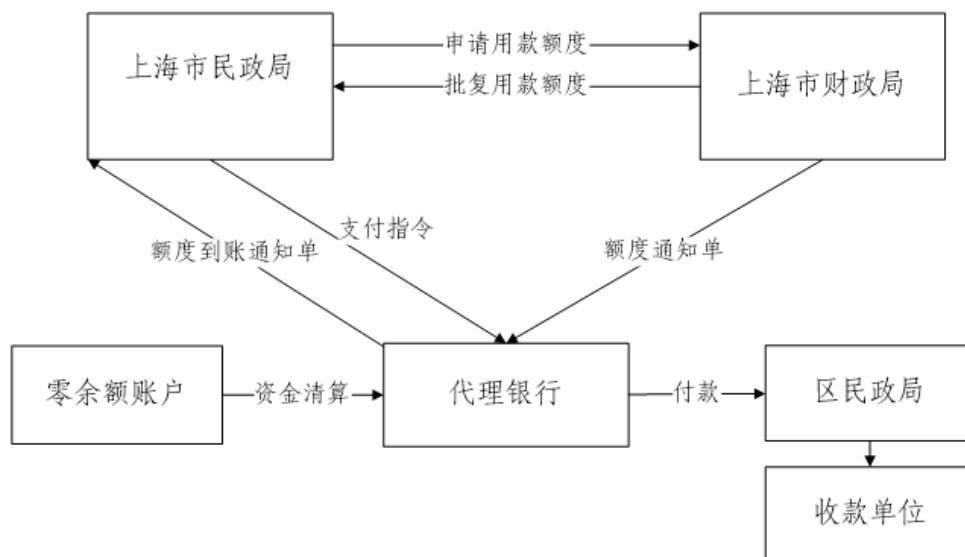 申请用款额度
上海市民政局
上海市财政局
批复用款额度
支付指令
额度到账通知单
额度通知单
零余额账户
资金清算
代理银行
付款
区民政局
收款单位